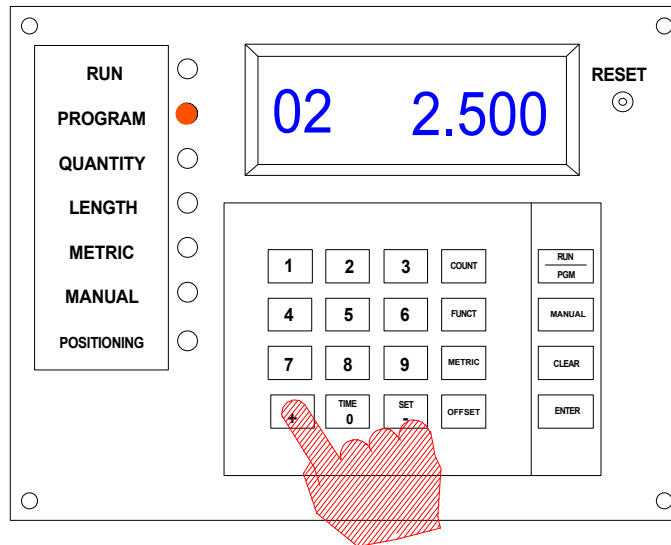 RUN
PROGRAM
QUANTITY
LENGTH
METRIC
MANUAL
POSITIONING
02 2.500
RESET
1 2 3 COUNT
4 5 6 FUNCT
7 8 9 METRIC
+ TIME 0 SET - OFFSET
RUN
PGM
MANUAL
CLEAR
ENTER